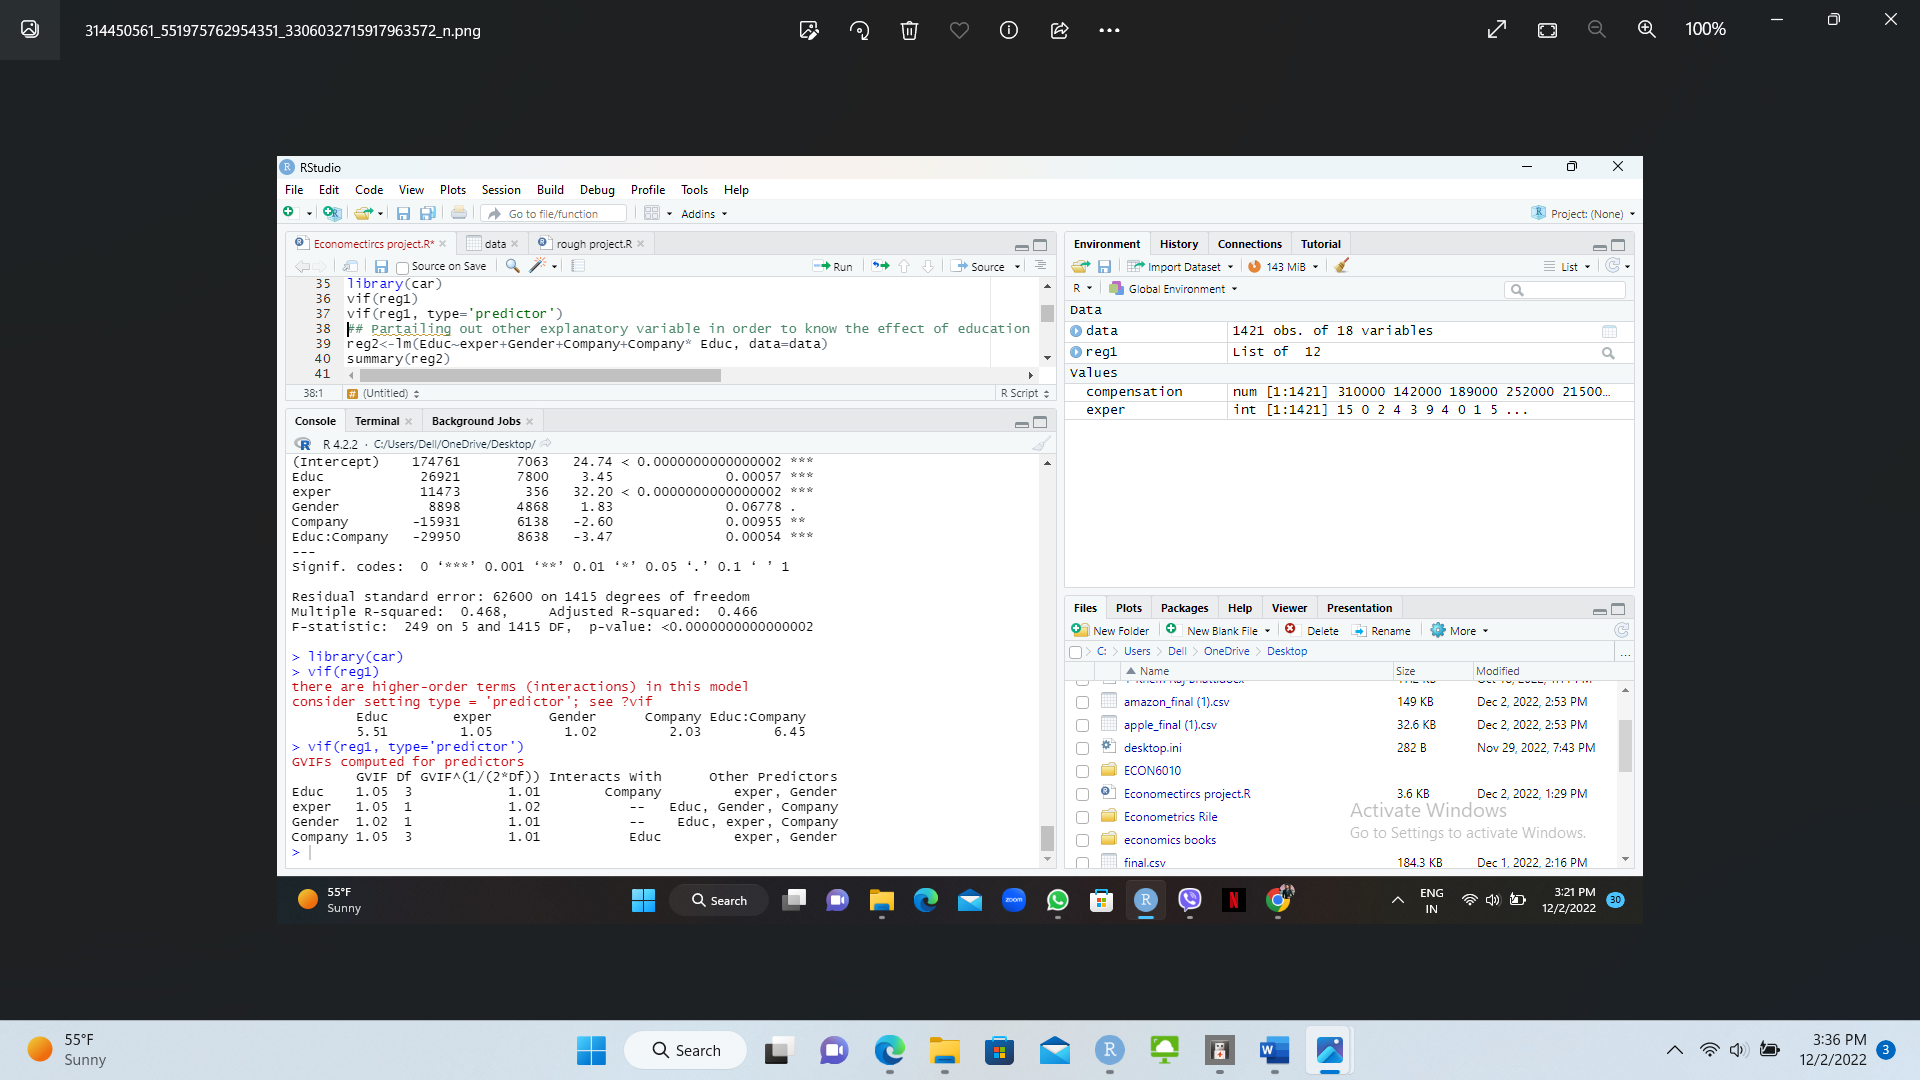 314450561_551975762954351_3306032715917963572_n.png
100%
RStudio
File Edit Code View Plots Session Build Debug Profile Tools Help
Go to file/function
Addins
Project: (None)
Econometircs project.R*
data
rough project.R
Source on Save
Run
Source
35 library(car)
36 vif(reg1)
37 vif(reg1, type='predictor')
38 ## Partailing out other explanatory variable in order to know the effect of education
39 reg2<-lm(Educ~exper+Gender+Company+Company* Educ, data=data)
40 summary(reg2)
41
38:1 (Untitled) R Script
Console Terminal Background Jobs
R 4.2.2 · C:/Users/Dell/OneDrive/Desktop/
(Intercept) 174761 7063 24.74 < 0.0000000000000002 ***
Educ 26921 7800 3.45 0.00057 ***
exper 11473 356 32.20 < 0.0000000000000002 ***
Gender 8898 4868 1.83 0.06778 .
Company -15931 6138 -2.60 0.00955 **
Educ:Company -29950 8638 -3.47 0.00054 ***
---
Signif. codes: 0 ‘***’ 0.001 ‘**’ 0.01 ‘*’ 0.05 ‘.’ 0.1 ‘ ’ 1
Residual standard error: 62600 on 1415 degrees of freedom
Multiple R-squared: 0.468, Adjusted R-squared: 0.466
F-statistic: 249 on 5 and 1415 DF, p-value: <0.0000000000000002
> library(car)
> vif(reg1)
there are higher-order terms (interactions) in this model
consider setting type = 'predictor'; see ?vif
Educ exper Gender Company Educ:Company
5.51 1.05 1.02 2.03 6.45
> vif(reg1, type='predictor')
GVIFs computed for predictors
GVIF Df GVIF^(1/(2*Df)) Interacts With Other Predictors
Educ 1.05 3 1.01 Company exper, Gender
exper 1.05 1 1.02 -- Educ, Gender, Company
Gender 1.02 1 1.01 -- Educ, exper, Company
Company 1.05 3 1.01 Educ exper, Gender
>
Environment History Connections Tutorial
Import Dataset 143 MiB List
R Global Environment
Data
data 1421 obs. of 18 variables
reg1 List of 12
Values
compensation num [1:1421] 310000 142000 189000 252000 21500…
exper int [1:1421] 15 0 2 4 3 9 4 0 1 5 ...
Files Plots Packages Help Viewer Presentation
New Folder New Blank File Delete Rename More
C: Users Dell OneDrive Desktop ...
Name Size Modified
amazon_final (1).csv 149 KB Dec 2, 2022, 2:53 PM
apple_final (1).csv 32.6 KB Dec 2, 2022, 2:53 PM
desktop.ini 282 B Nov 29, 2022, 7:43 PM
ECON6010
Econometircs project.R 3.6 KB Dec 2, 2022, 1:29 PM
Econometrics Rile
economics books
final.csv 184.3 KB Dec 1, 2022, 2:16 PM
Activate Windows
Go to Settings to activate Windows.
55°F
Sunny
Search
zoom
N
ENG
IN
3:21 PM
12/2/2022
30
55°F
Sunny
Search
R
W
3:36 PM
12/2/2022
3